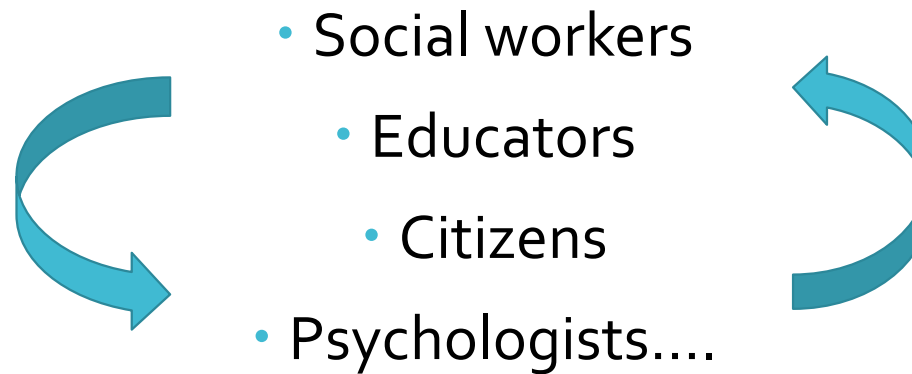 • Social workers
• Educators
• Citizens
• Psychologists....